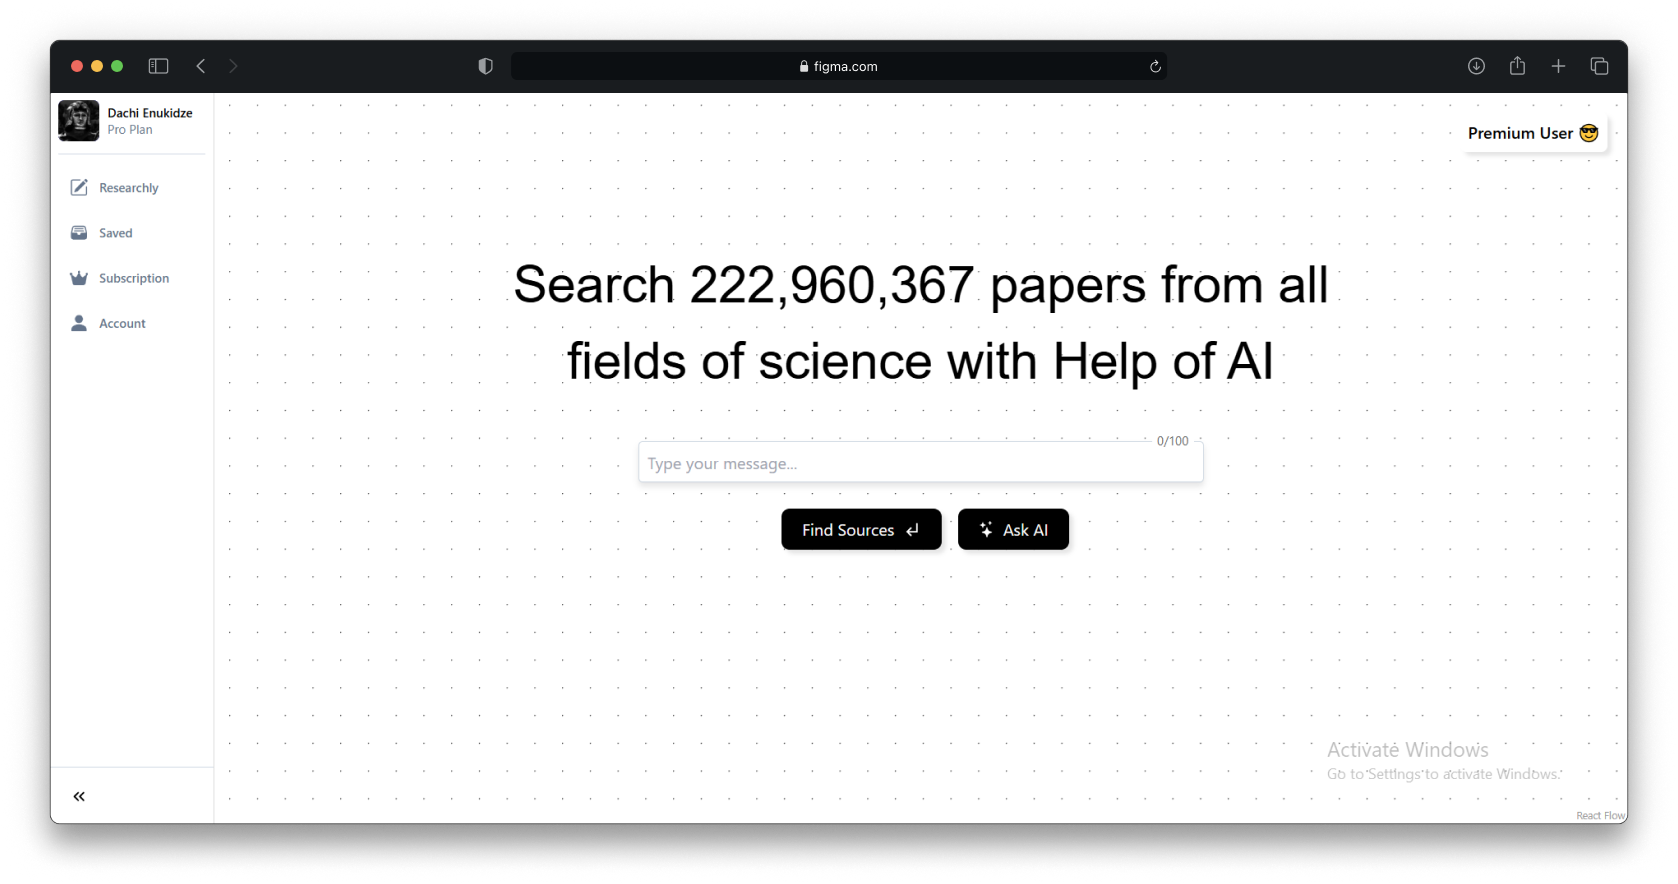 figma.com
Dachi Enukidze
Pro Plan
Researchly
Saved
Subscription
Account
Premium User 😎
Search 222,960,367 papers from all
fields of science with Help of AI
0/100
Type your message...
Find Sources
Ask AI
Activate Windows
Go to Settings to activate Windows.
React Flow